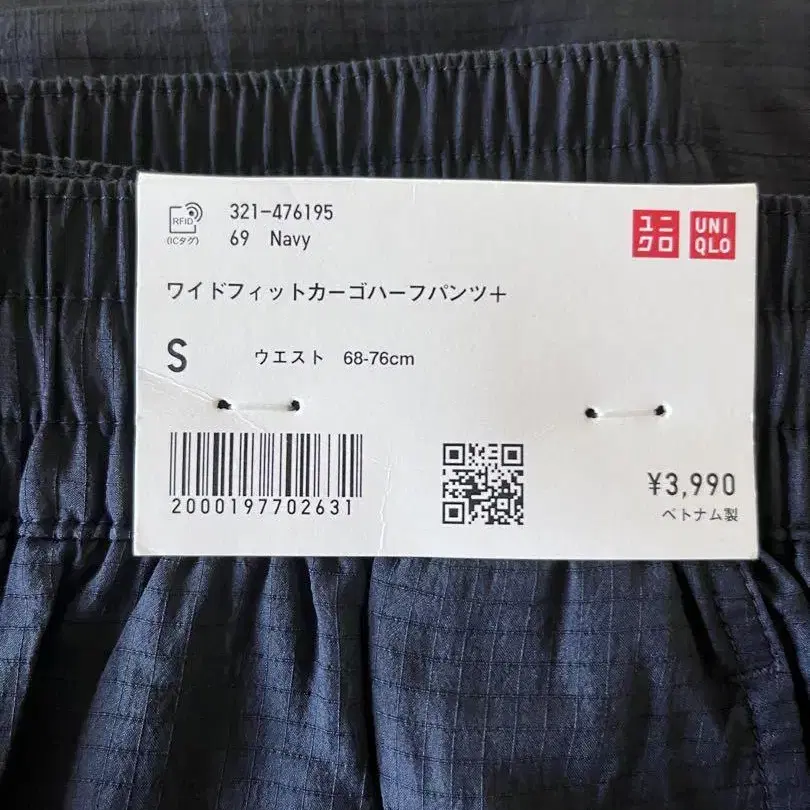 RFID
(ICタグ)
321-476195
69 Navy
ユニ
クロ
UNI
QLO
ワイドフィットカーゴハーフパンツ+
S
ウエスト 68-76cm
2000197702631
¥3,990
ベトナム製